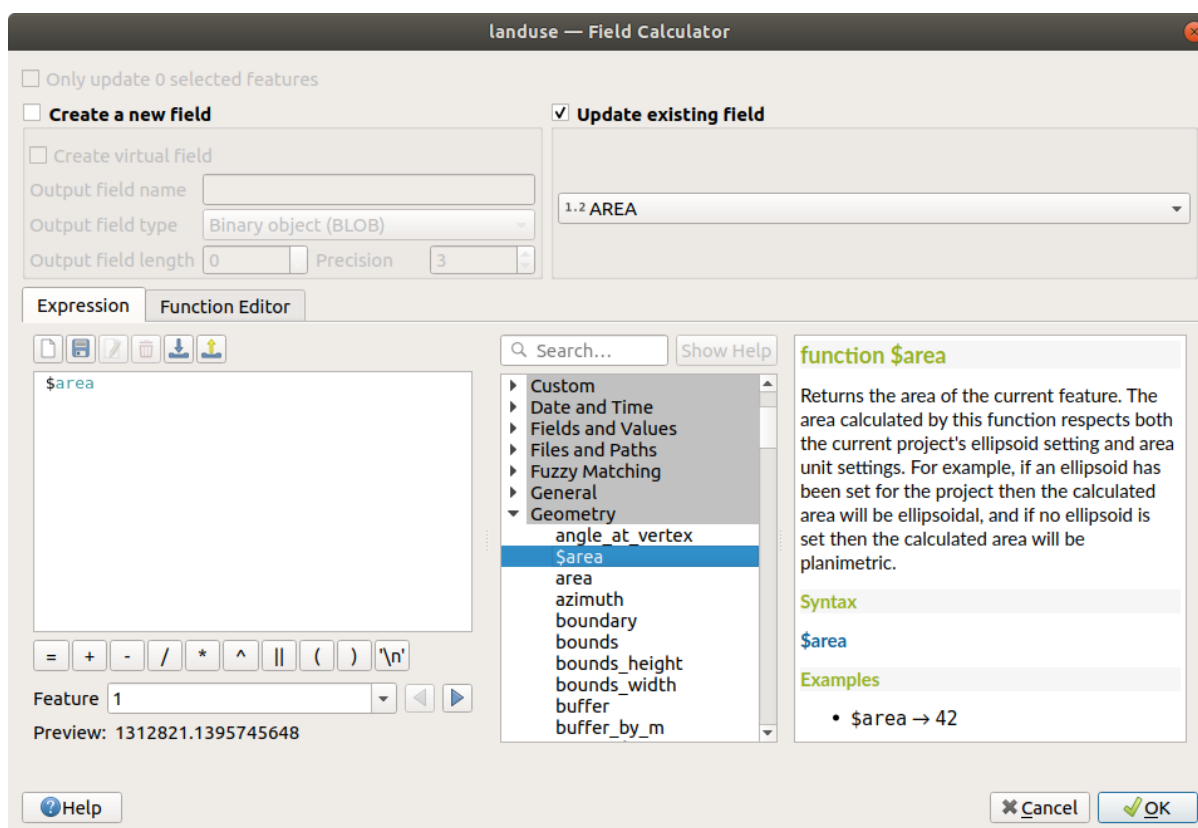 landuse — Field Calculator
Only update 0 selected features
Create a new field
Update existing field
Create virtual field
Output field name
Output field type Binary object (BLOB)
Output field length 0 Precision 3
1.2 AREA
Expression Function Editor
$area
= + - / * ^ || ( ) '\n'
Feature 1
Preview: 1312821.1395745648
Search... Show Help
Custom
Date and Time
Fields and Values
Files and Paths
Fuzzy Matching
General
Geometry
angle_at_vertex
$area
area
azimuth
boundary
bounds
bounds_height
bounds_width
buffer
buffer_by_m
function $area
Returns the area of the current feature. The
area calculated by this function respects both
the current project's ellipsoid setting and area
unit settings. For example, if an ellipsoid has
been set for the project then the calculated
area will be ellipsoidal, and if no ellipsoid is
set then the calculated area will be
planimetric.
Syntax
$area
Examples
• $area → 42
Help Cancel OK